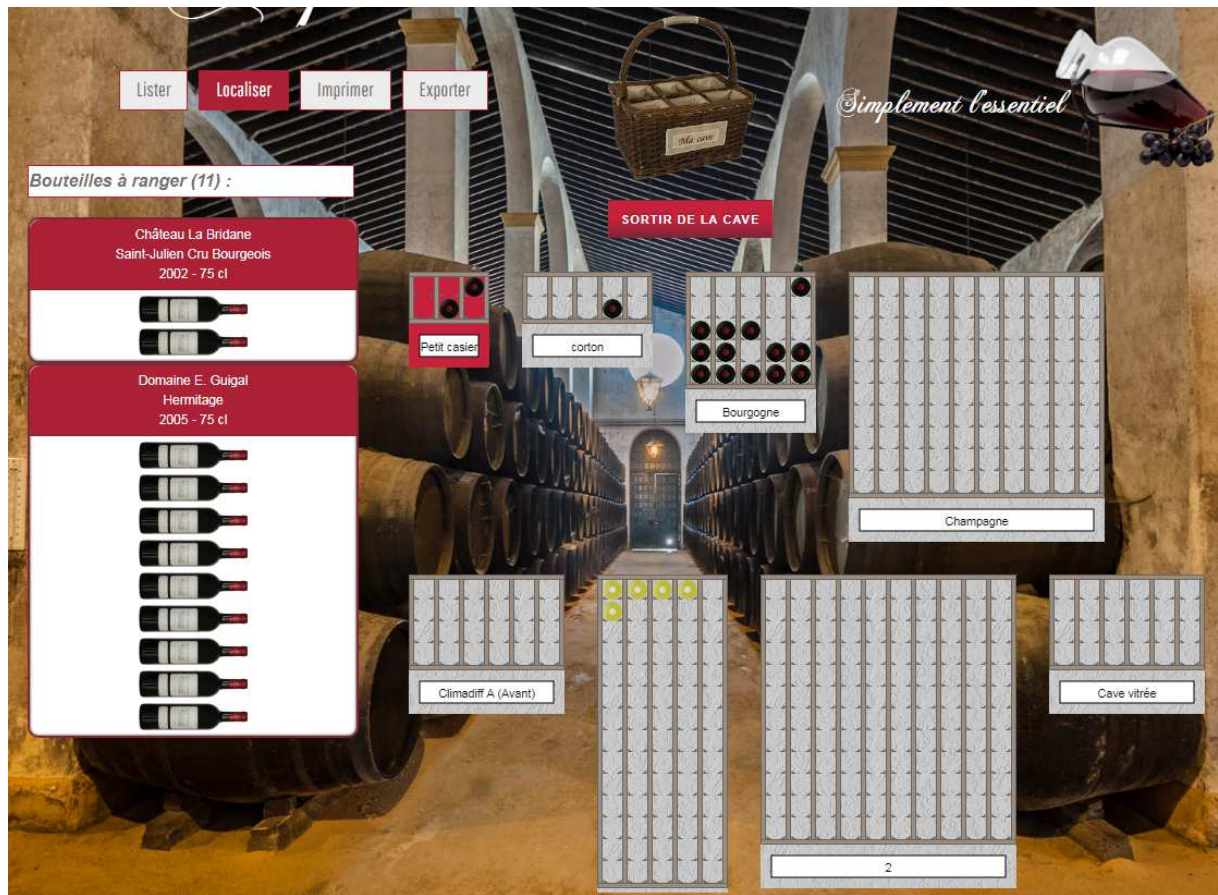 Lister
Localiser
Imprimer
Exporter
Ma cave
Simplement l'essentiel
Bouteilles à ranger (11) :
SORTIR DE LA CAVE
Château La Bridane
Saint-Julien Cru Bourgeois
2002 - 75 cl
Domaine E. Guigal
Hermitage
2005 - 75 cl
Petit casier
corton
Bourgogne
Champagne
Climadiff A (Avant)
Cave vitrée
2